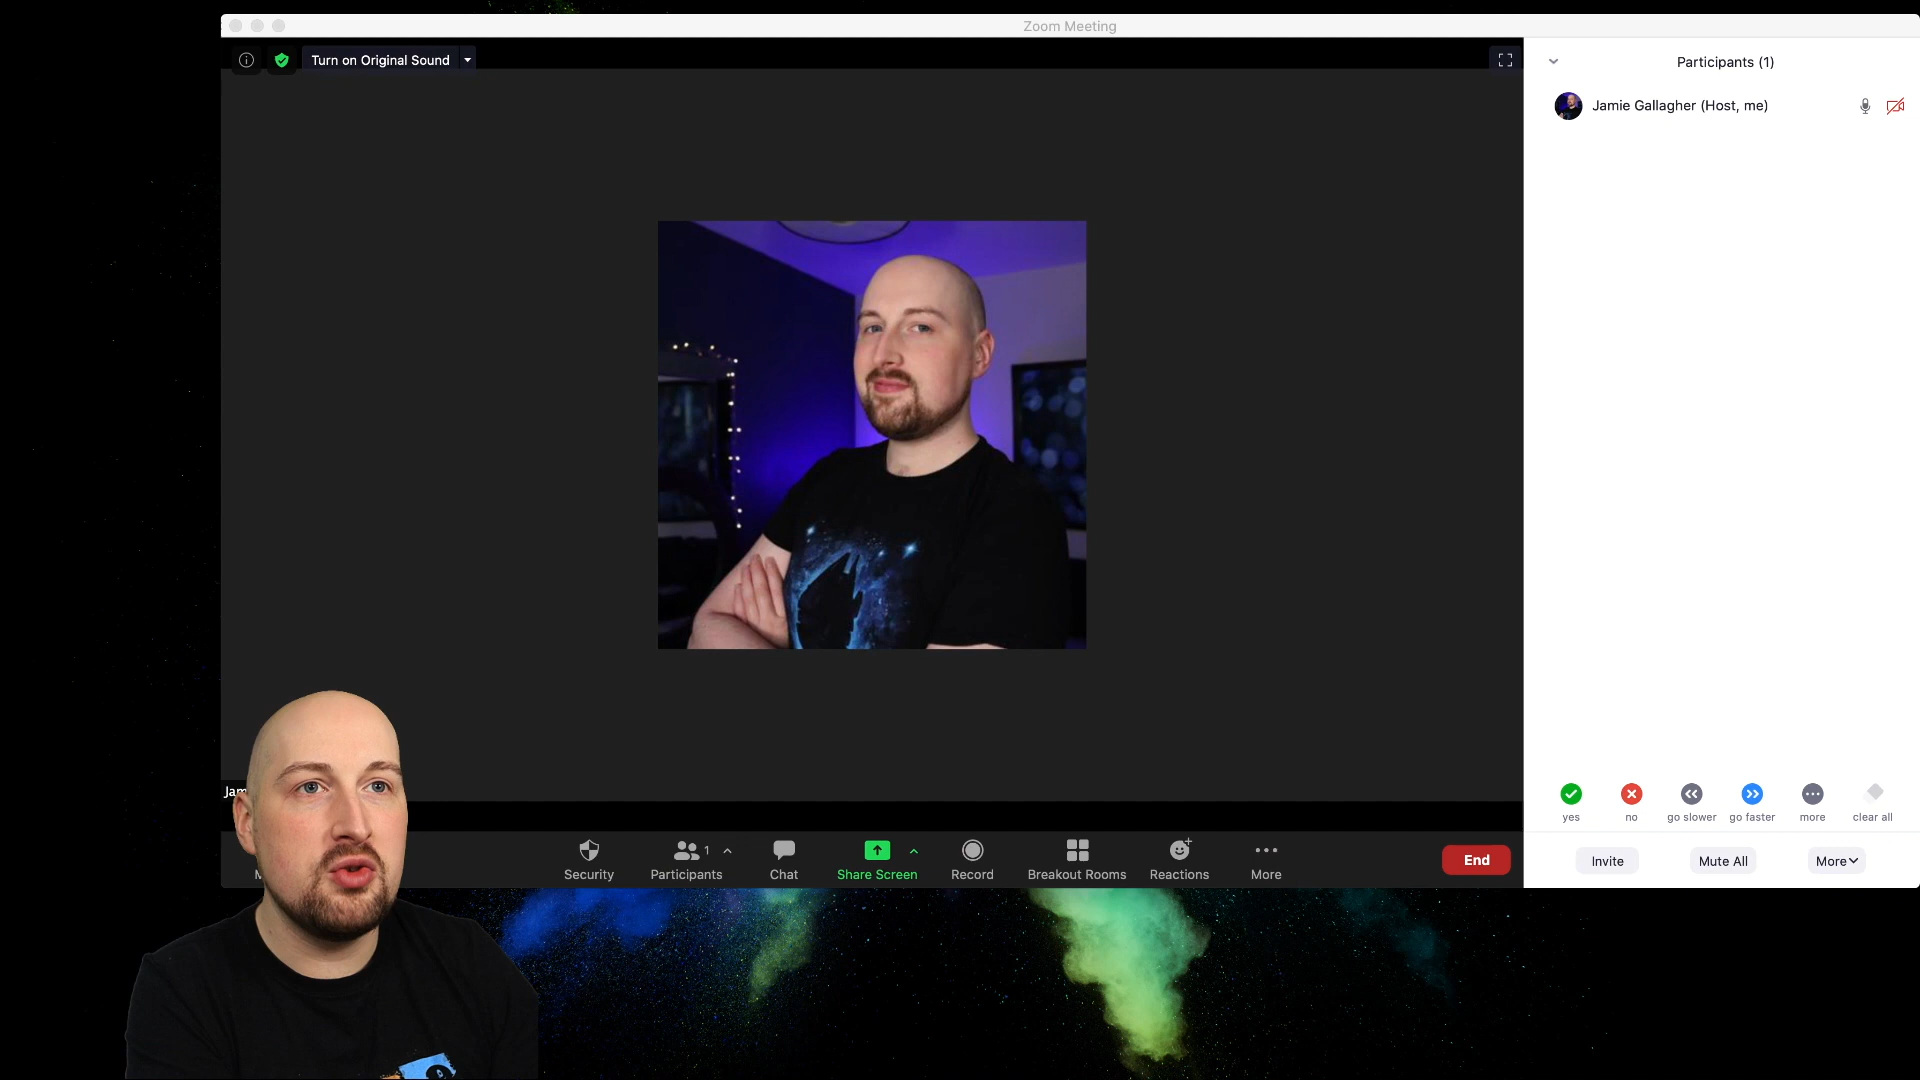 Zoom Meeting
Turn on Original Sound
Participants (1)
Jamie Gallagher (Host, me)
Jam
yes
no
go slower
go faster
more
clear all
1
Security
Participants
Chat
Share Screen
Record
Breakout Rooms
Reactions
More
End
Invite
Mute All
More